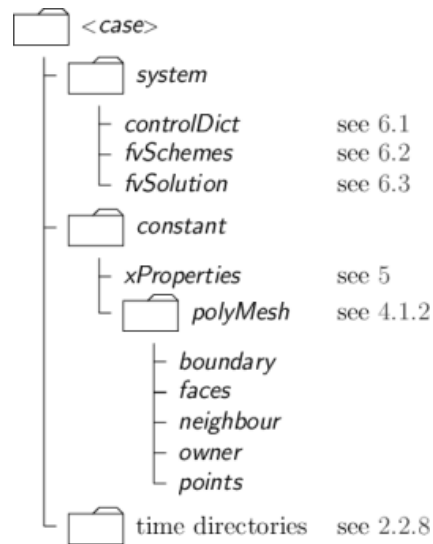 <case>
system
controlDict see 6.1
fvSchemes see 6.2
fvSolution see 6.3
constant
xProperties see 5
polyMesh see 4.1.2
boundary
faces
neighbour
owner
points
time directories see 2.2.8